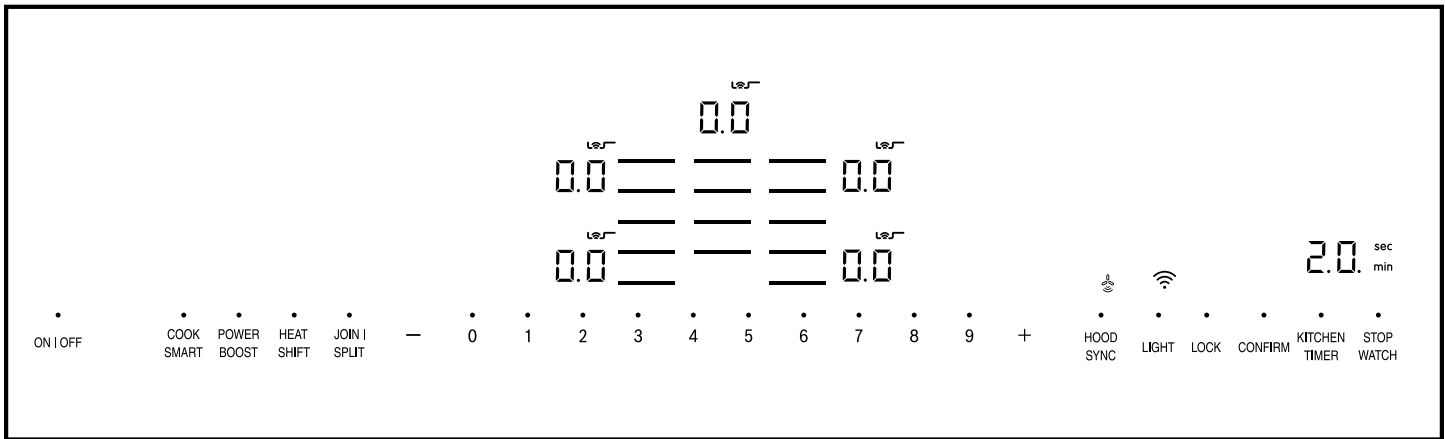 0.0
0.0 0.0
0.0 0.0
2.0. sec
min
ON | OFF
COOK SMART
POWER BOOST
HEAT SHIFT
JOIN | SPLIT
− 0 1 2 3 4 5 6 7 8 9 +
HOOD SYNC
LIGHT
LOCK
CONFIRM
KITCHEN TIMER
STOP WATCH